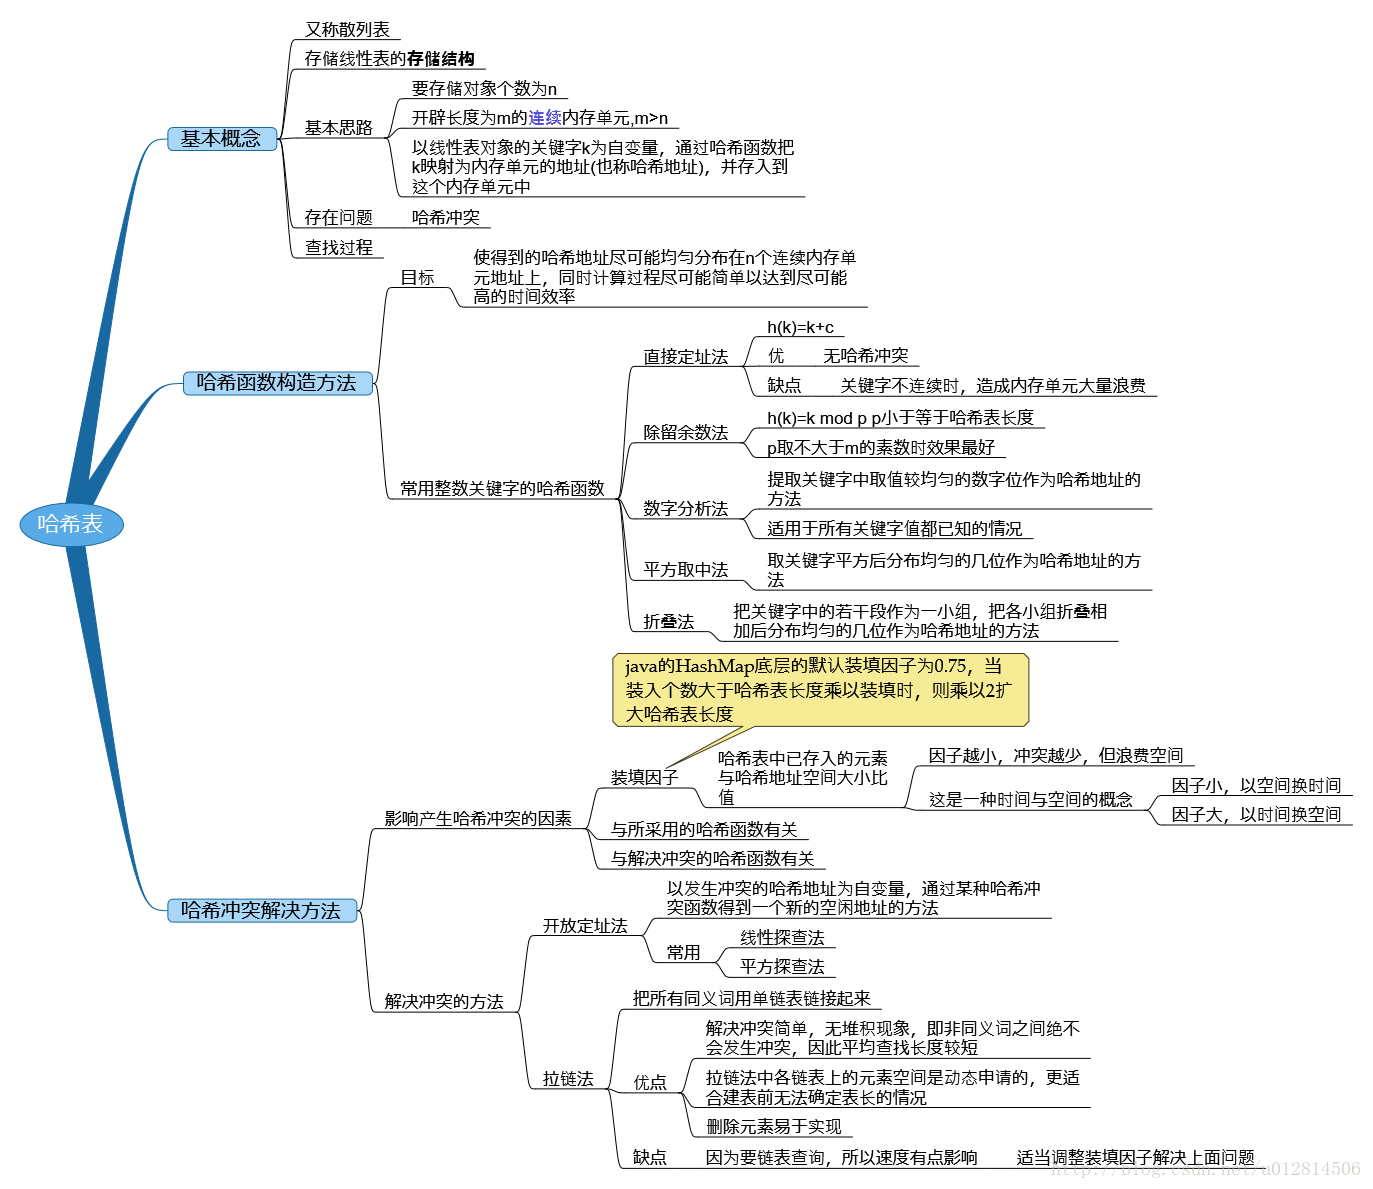 又称散列表
存储线性表的存储结构
要存储对象个数为n
开辟长度为m的连续内存单元,m>n
基本思路
基本概念
以线性表对象的关键字k为自变量，通过哈希函数把
k映射为内存单元的地址(也称哈希地址)，并存入到
这个内存单元中
存在问题
哈希冲突
查找过程
使得到的哈希地址尽可能均匀分布在n个连续内存单
元地址上，同时计算过程尽可能简单以达到尽可能
高的时间效率
目标
h(k)=k+c
直接定址法
优
无哈希冲突
缺点
关键字不连续时，造成内存单元大量浪费
哈希函数构造方法
h(k)=k mod p p小于等于哈希表长度
除留余数法
p取不大于m的素数时效果最好
常用整数关键字的哈希函数
提取关键字中取值较均匀的数字位作为哈希地址的
方法
数字分析法
适用于所有关键字值都已知的情况
哈希表
平方取中法
取关键字平方后分布均匀的几位作为哈希地址的方
法
折叠法
把关键字中的若干段作为一小组，把各小组折叠相
加后分布均匀的几位作为哈希地址的方法
java的HashMap底层的默认装填因子为0.75，当
装入个数大于哈希表长度乘以装填时，则乘以2扩
大哈希表长度
装填因子
哈希表中已存入的元素
与哈希地址空间大小比
值
因子越小，冲突越少，但浪费空间
这是一种时间与空间的概念
因子小，以空间换时间
因子大，以时间换空间
影响产生哈希冲突的因素
与所采用的哈希函数有关
与解决冲突的哈希函数有关
哈希冲突解决方法
以发生冲突的哈希地址为自变量，通过某种哈希冲
突函数得到一个新的空闲地址的方法
开放定址法
常用
线性探查法
平方探查法
解决冲突的方法
把所有同义词用单链表链接起来
解决冲突简单，无堆积现象，即非同义词之间绝不
会发生冲突，因此平均查找长度较短
拉链法
优点
拉链法中各链表上的元素空间是动态申请的，更适
合建表前无法确定表长的情况
删除元素易于实现
缺点
因为要链表查询，所以速度有点影响
适当调整装填因子解决上面问题
http://blog.csdn.net/u012814506